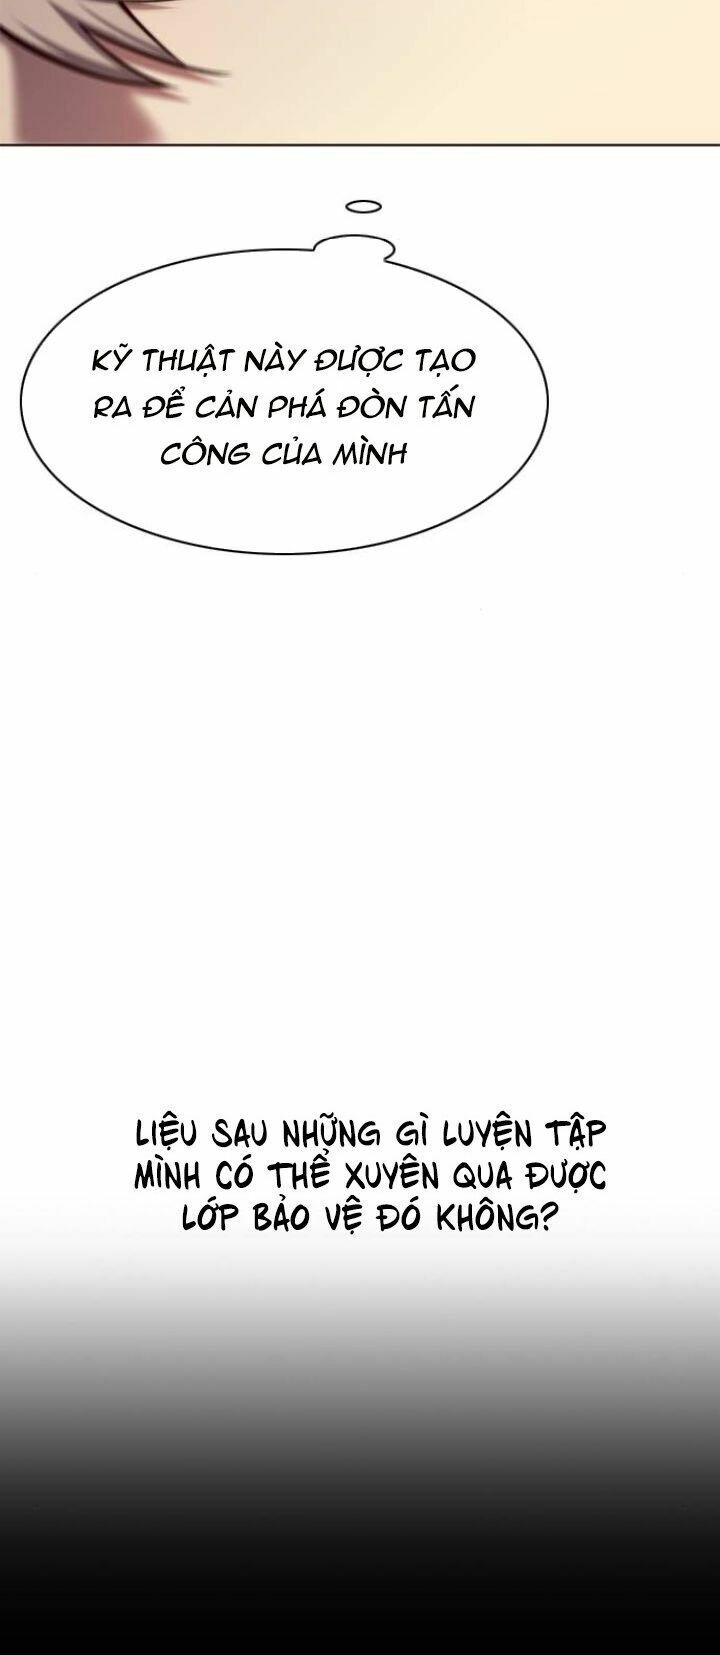 KỸ THUẬT NÀY ĐƯỢC TẠO
RA ĐỂ CẢN PHÁ ĐÒN TẤN
CÔNG CỦA MÌNH
LIỆU SAU NHỮNG GÌ LUYỆN TẬP
MÌNH CÓ THỂ XUYÊN QUA ĐƯỢC
LỚP BẢO VỆ ĐÓ KHÔNG?